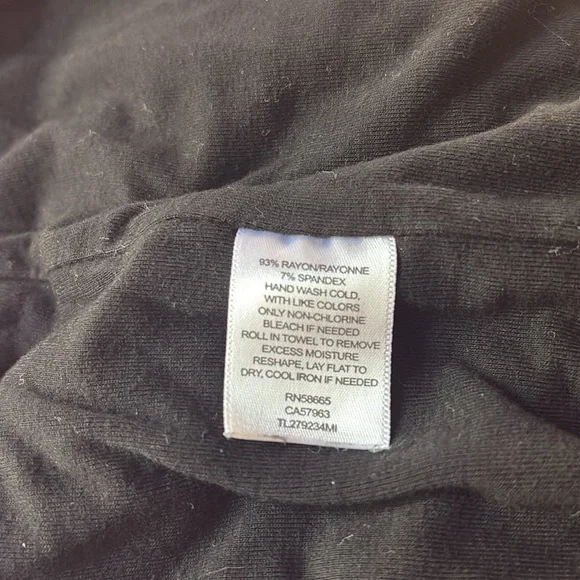 93% RAYON/RAYONNE
7% SPANDEX
HAND WASH COLD,
WITH LIKE COLORS
ONLY NON-CHLORINE
BLEACH IF NEEDED
ROLL IN TOWEL TO REMOVE
EXCESS MOISTURE
RESHAPE, LAY FLAT TO
DRY, COOL IRON IF NEEDED
RN58665
CA57963
TL279234MI